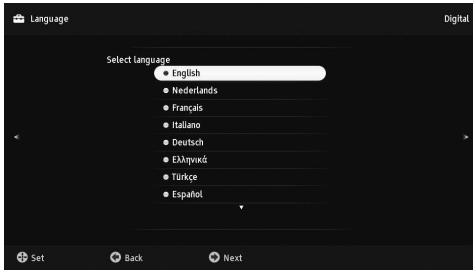 Language
Digital
Select language
English
Nederlands
Français
Italiano
Deutsch
Ελληνικά
Türkçe
Español
Set Back Next